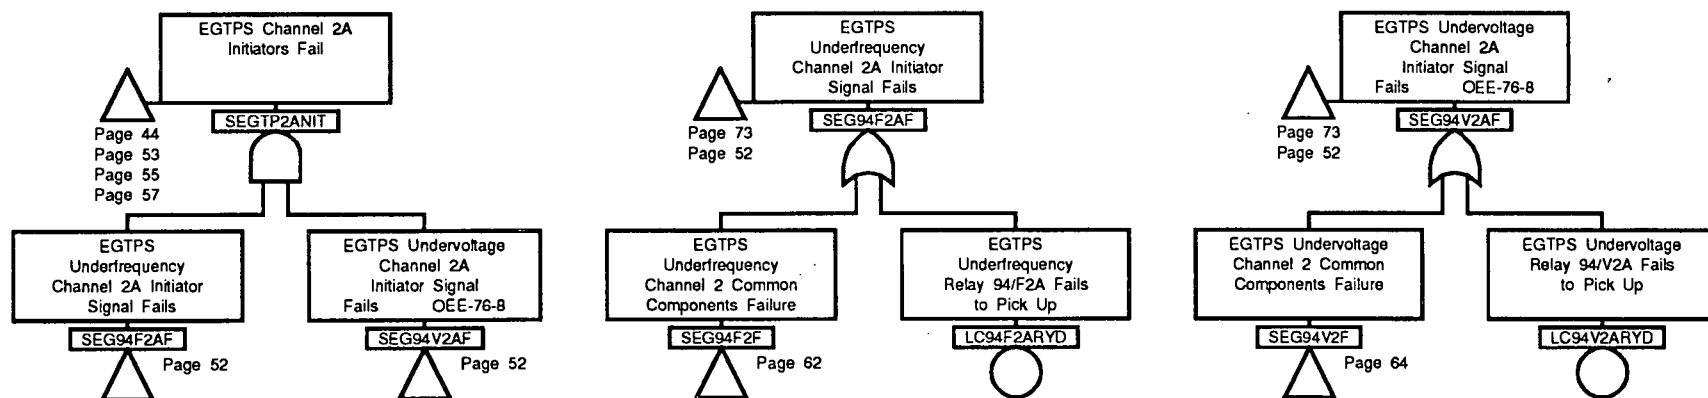 EGTPS Channel 2A
Initiators Fail
SEGTP2ANIT
Page 44
Page 53
Page 55
Page 57
EGTPS
Underfrequency
Channel 2A Initiator
Signal Fails
SEG94F2AF
Page 52
EGTPS Undervoltage
Channel 2A
Initiator Signal
Fails OEE-76-8
SEG94V2AF
Page 52
EGTPS
Underfrequency
Channel 2A Initiator
Signal Fails
SEG94F2AF
Page 73
Page 52
EGTPS
Underfrequency
Channel 2 Common
Components Failure
SEG94F2F
Page 62
EGTPS
Underfrequency
Relay 94/F2A Fails
to Pick Up
LC94F2ARYD
EGTPS Undervoltage
Channel 2A
Initiator Signal
Fails OEE-76-8
SEG94V2AF
Page 73
Page 52
EGTPS Undervoltage
Channel 2 Common
Components Failure
SEG94V2F
Page 64
EGTPS Undervoltage
Relay 94/V2A Fails
to Pick Up
LC94V2ARYD